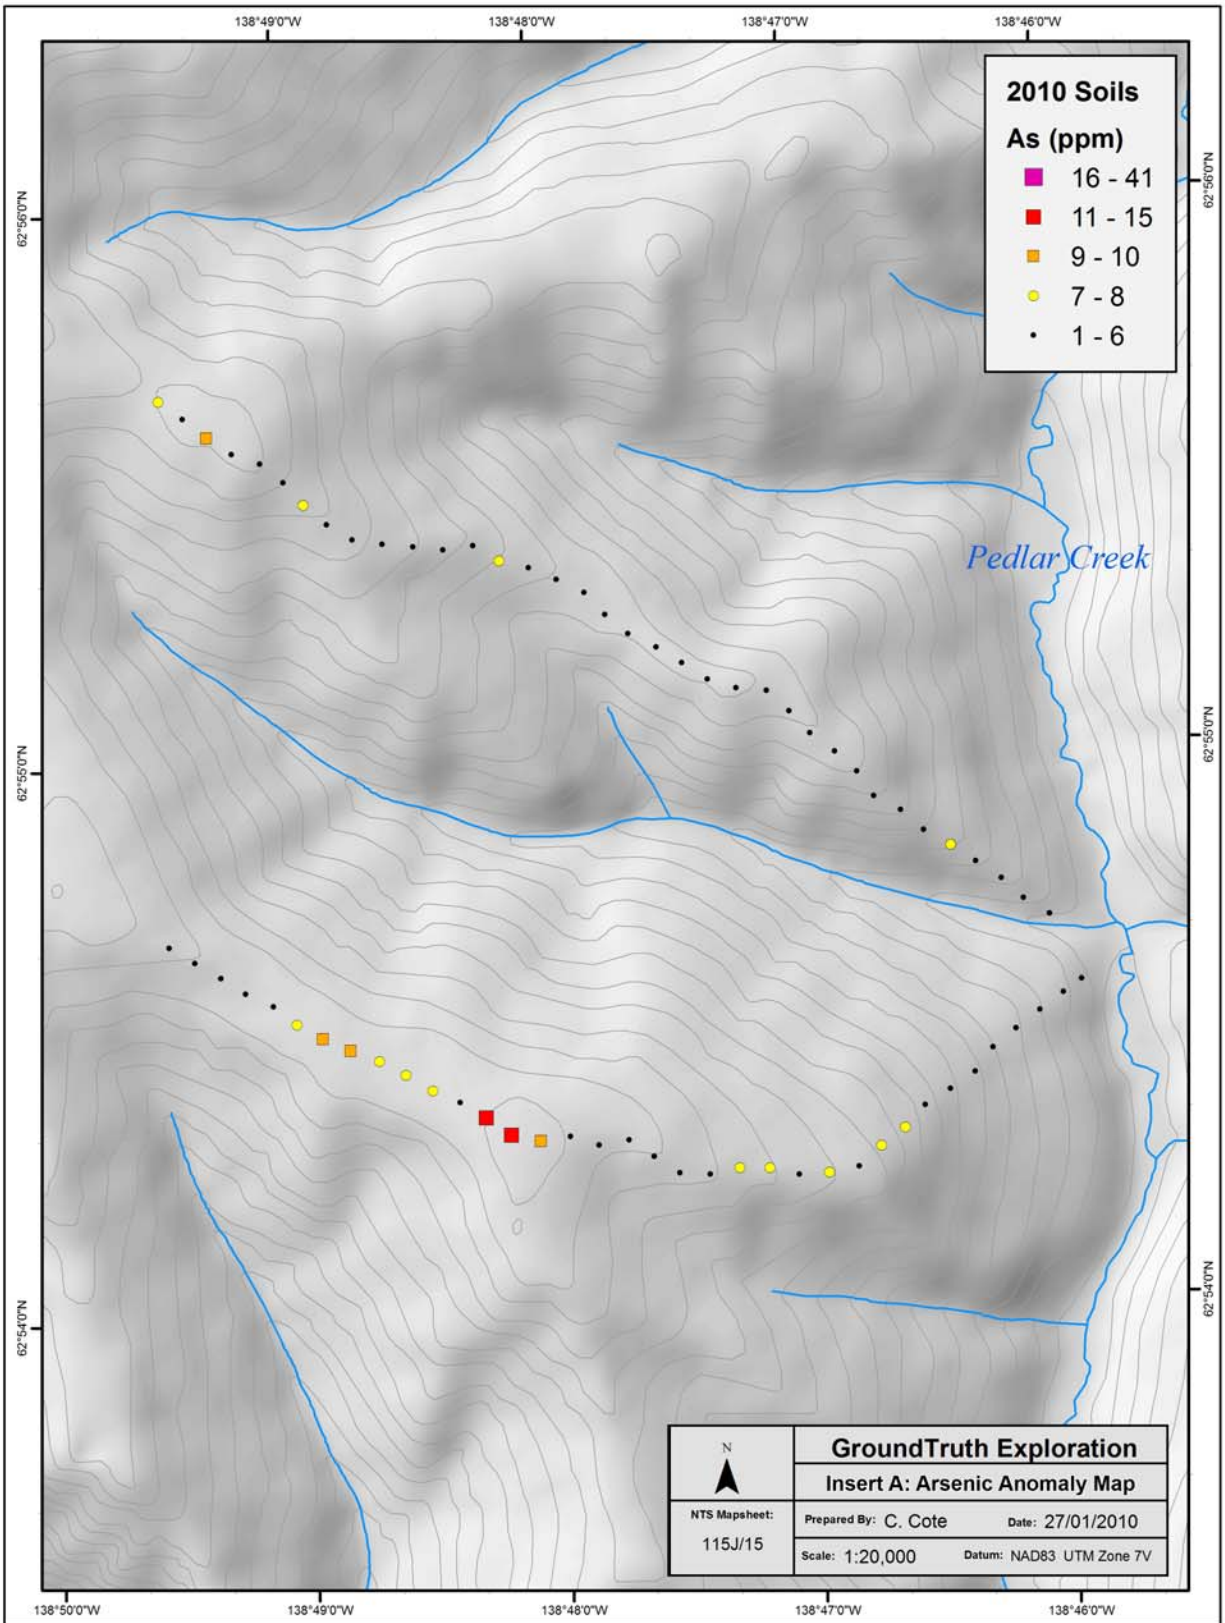 138°49'0"W 138°48'0"W 138°47'0"W 138°46'0"W
2010 Soils
As (ppm)
16 - 41
11 - 15
9 - 10
7 - 8
1 - 6
62°56'0"N
62°56'0"N
Pedlar Creek
62°55'0"N
62°55'0"N
62°54'0"N
62°54'0"N
N
NTS Mapsheet:
115J/15
GroundTruth Exploration
Insert A: Arsenic Anomaly Map
Prepared By: C. Cote Date: 27/01/2010
Scale: 1:20,000 Datum: NAD83 UTM Zone 7V
138°50'0"W 138°49'0"W 138°48'0"W 138°47'0"W 138°46'0"W